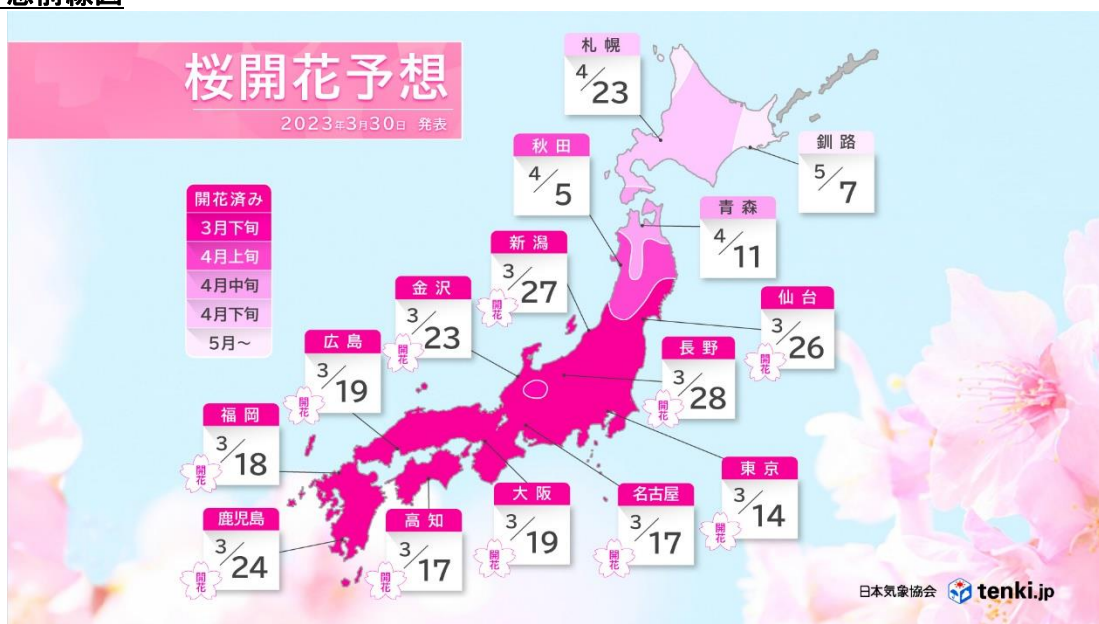 桜開花予想
2023年3月30日 発表
開花済み
3月下旬
4月上旬
4月中旬
4月下旬
5月～
札幌
4/23
釧路
5/7
秋田
4/5
青森
4/11
新潟
3/27
開花
仙台
3/26
開花
金沢
3/23
開花
長野
3/28
開花
広島
3/19
開花
福岡
3/18
開花
東京
3/14
開花
鹿児島
3/24
開花
高知
3/17
開花
大阪
3/19
開花
名古屋
3/17
開花
日本気象協会 tenki.jp